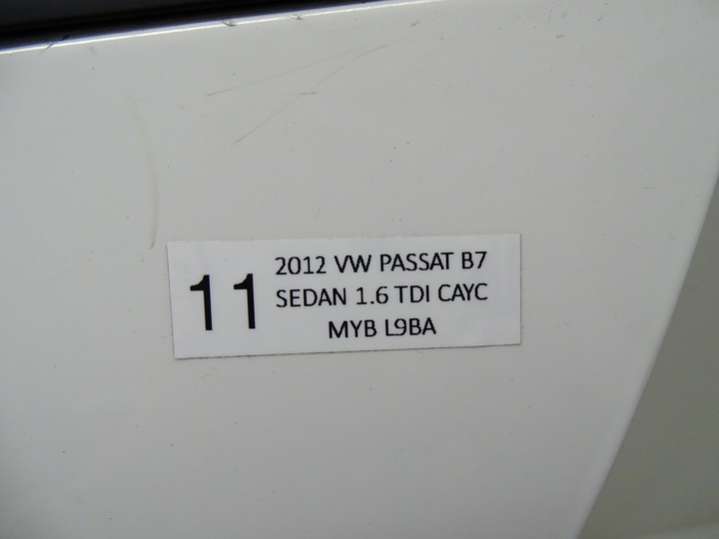 11
2012 VW PASSAT B7
SEDAN 1.6 TDI CAYC
MYB L9BA